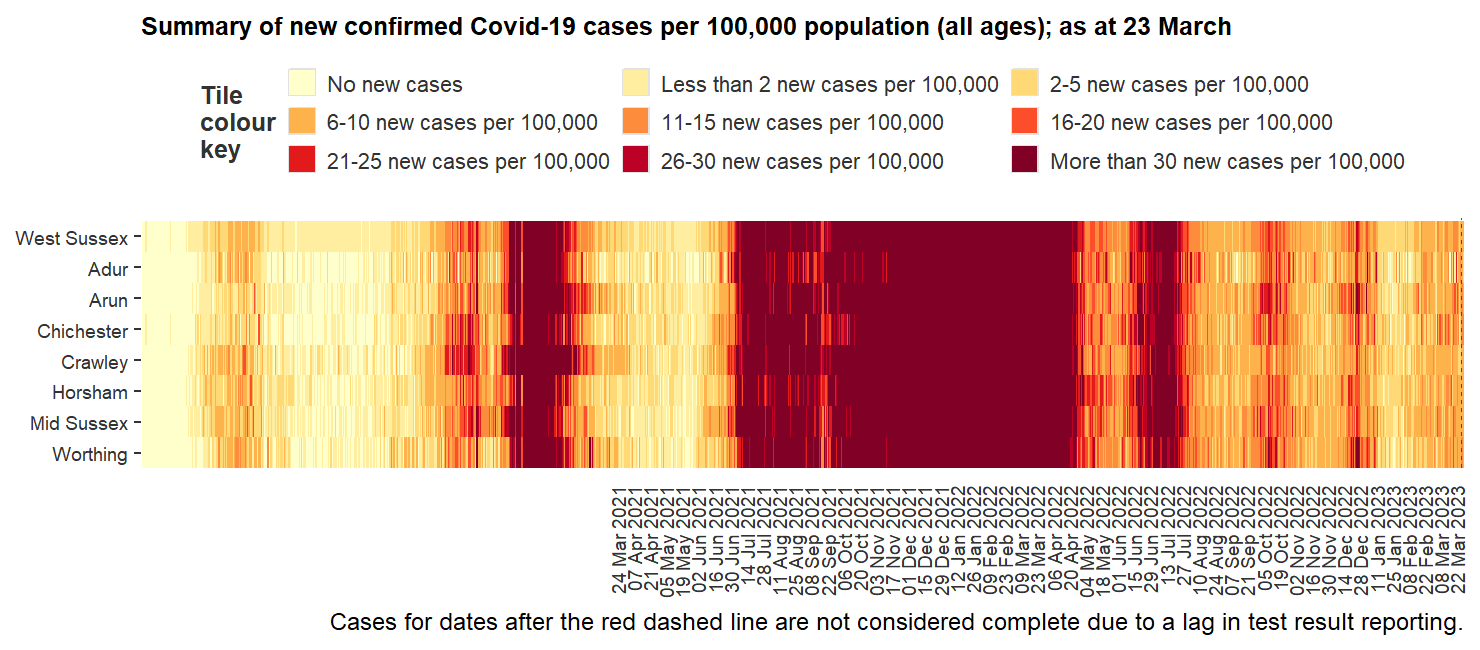 Summary of new confirmed Covid-19 cases per 100,000 population (all ages); as at 23 March
Tile
colour
key
No new cases
Less than 2 new cases per 100,000
2-5 new cases per 100,000
6-10 new cases per 100,000
11-15 new cases per 100,000
16-20 new cases per 100,000
21-25 new cases per 100,000
26-30 new cases per 100,000
More than 30 new cases per 100,000
West Sussex
Adur
Arun
Chichester
Crawley
Horsham
Mid Sussex
Worthing
24 Mar 2021
07 Apr 2021
21 Apr 2021
05 May 2021
19 May 2021
02 Jun 2021
16 Jun 2021
30 Jun 2021
14 Jul 2021
28 Jul 2021
11 Aug 2021
25 Aug 2021
08 Sep 2021
22 Sep 2021
06 Oct 2021
20 Oct 2021
03 Nov 2021
17 Nov 2021
01 Dec 2021
15 Dec 2021
29 Dec 2021
12 Jan 2022
26 Jan 2022
09 Feb 2022
23 Feb 2022
09 Mar 2022
23 Mar 2022
06 Apr 2022
20 Apr 2022
04 May 2022
18 May 2022
01 Jun 2022
15 Jun 2022
29 Jun 2022
13 Jul 2022
27 Jul 2022
10 Aug 2022
24 Aug 2022
07 Sep 2022
21 Sep 2022
05 Oct 2022
19 Oct 2022
02 Nov 2022
16 Nov 2022
30 Nov 2022
14 Dec 2022
28 Dec 2022
11 Jan 2023
25 Jan 2023
08 Feb 2023
22 Feb 2023
08 Mar 2023
22 Mar 2023
Cases for dates after the red dashed line are not considered complete due to a lag in test result reporting.